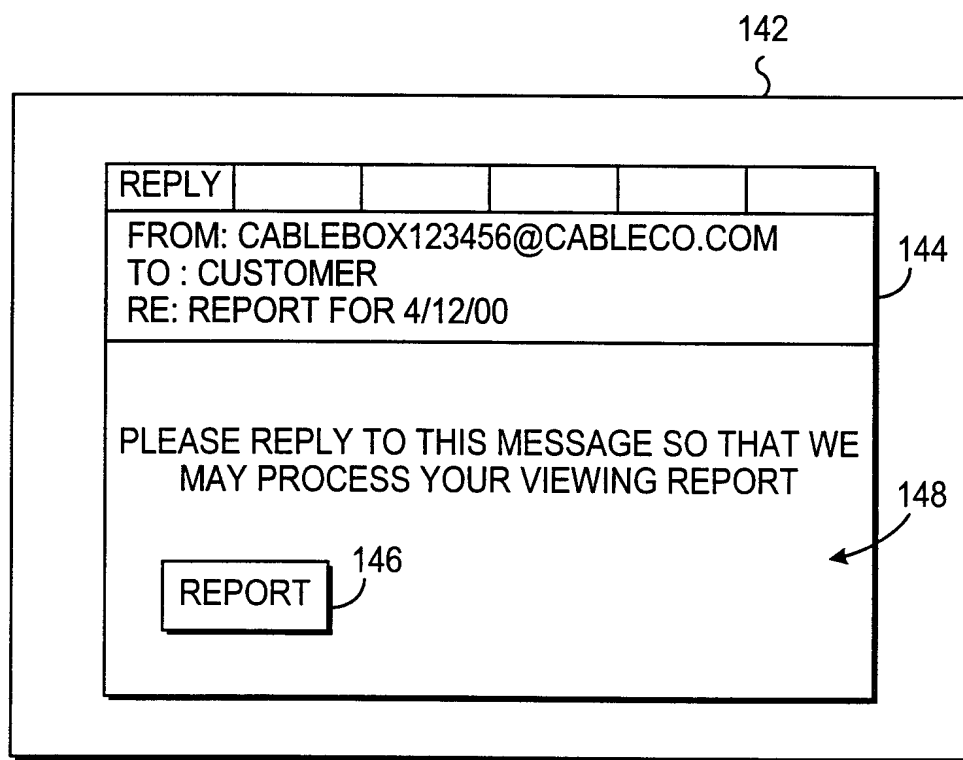 142
REPLY
FROM: CABLEBOX123456@CABLECO.COM
TO : CUSTOMER
RE: REPORT FOR 4/12/00
144
PLEASE REPLY TO THIS MESSAGE SO THAT WE
MAY PROCESS YOUR VIEWING REPORT
148
146
REPORT